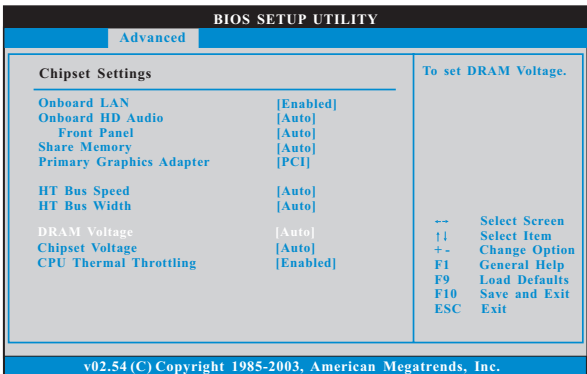 BIOS SETUP UTILITY
Advanced
Chipset Settings
Onboard LAN [Enabled]
Onboard HD Audio [Auto]
Front Panel [Auto]
Share Memory [Auto]
Primary Graphics Adapter [PCI]
HT Bus Speed [Auto]
HT Bus Width [Auto]
DRAM Voltage [Auto]
Chipset Voltage [Auto]
CPU Thermal Throttling [Enabled]
To set DRAM Voltage.
←→ Select Screen
↑↓ Select Item
+ - Change Option
F1 General Help
F9 Load Defaults
F10 Save and Exit
ESC Exit
v02.54 (C) Copyright 1985-2003, American Megatrends, Inc.